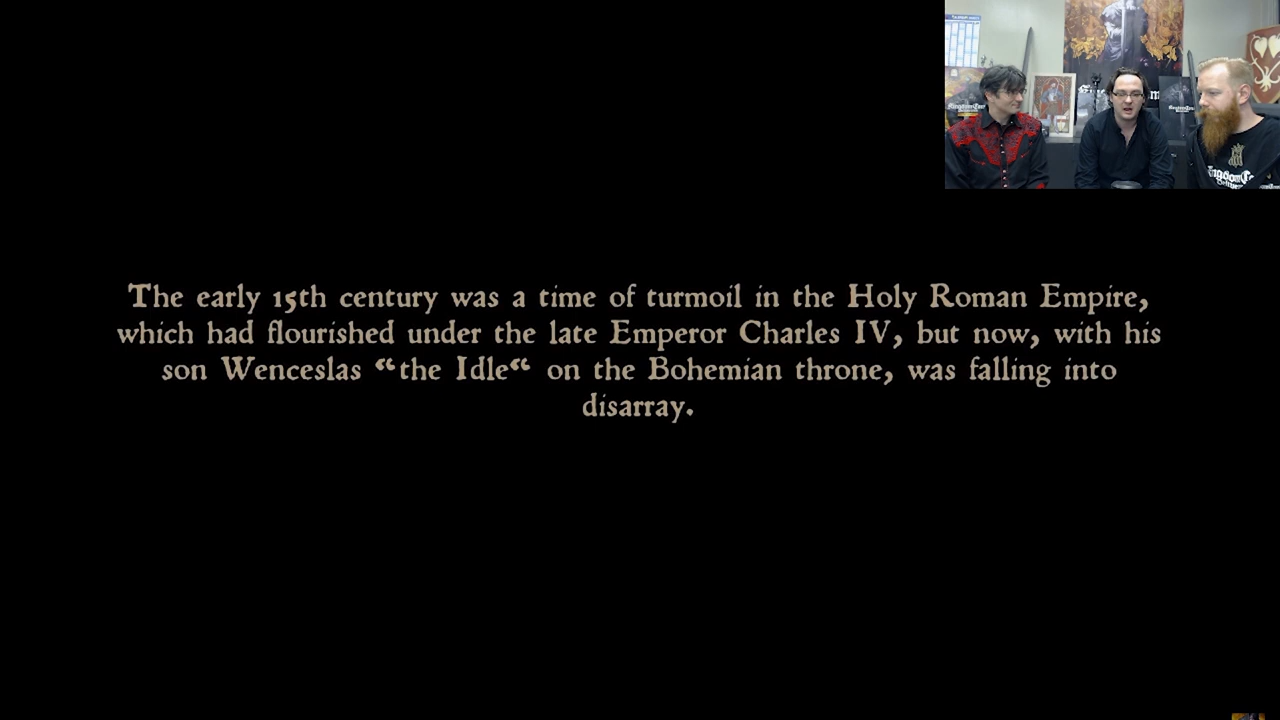 The early 15th century was a time of turmoil in the Holy Roman Empire,
which had flourished under the late Emperor Charles IV, but now, with his
son Wenceslas “the Idle“ on the Bohemian throne, was falling into
disarray.